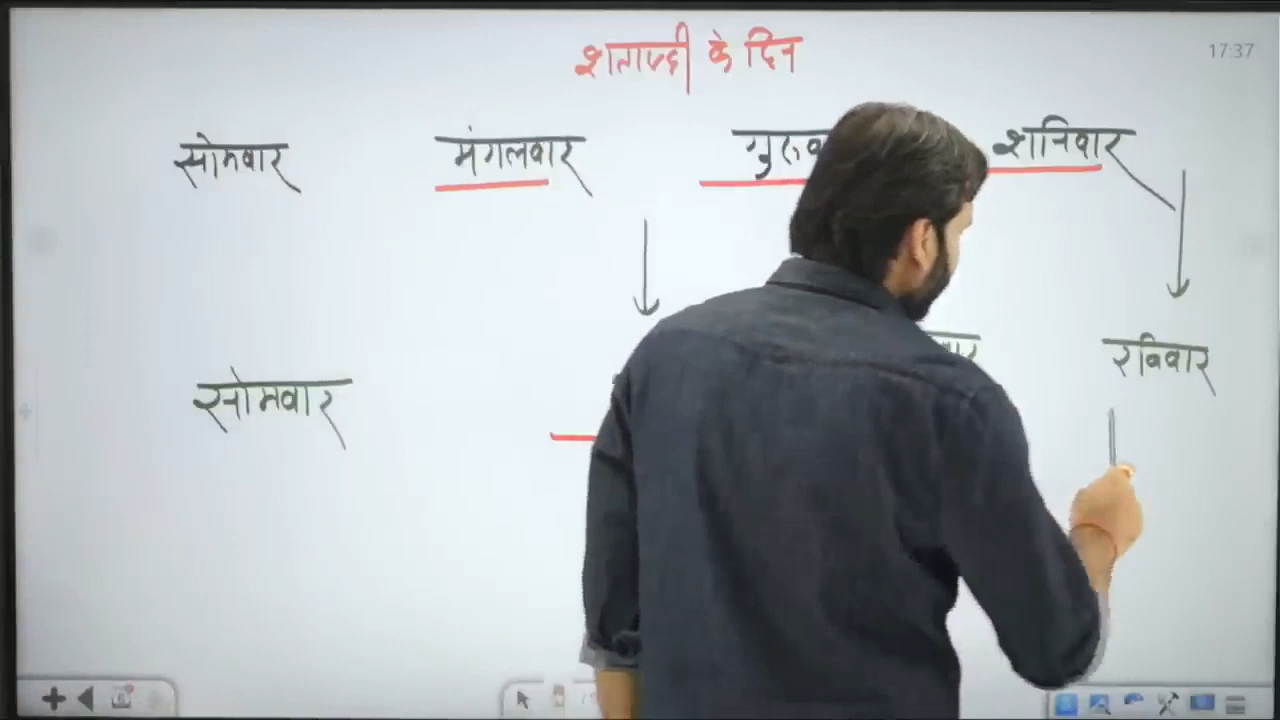 शताब्दी के दिन
17:37
सोमवार मंगलवार शनिवार
रविवार
सोमवार